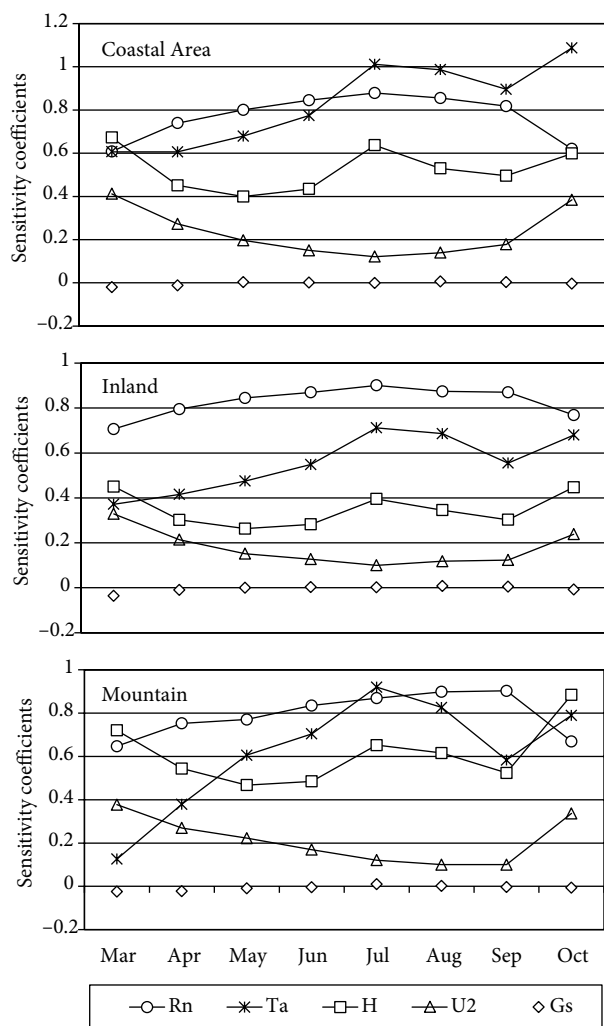 1.2
Coastal Area
1
0.8
0.6
0.4
0.2
0
–0.2
Sensitivity coefficients
1
Inland
0.8
0.6
0.4
0.2
0
–0.2
Sensitivity coefficients
1
Mountain
0.8
0.6
0.4
0.2
0
–0.2
Sensitivity coefficients
Mar Apr May Jun Jul Aug Sep Oct
Rn Ta H U2 Gs